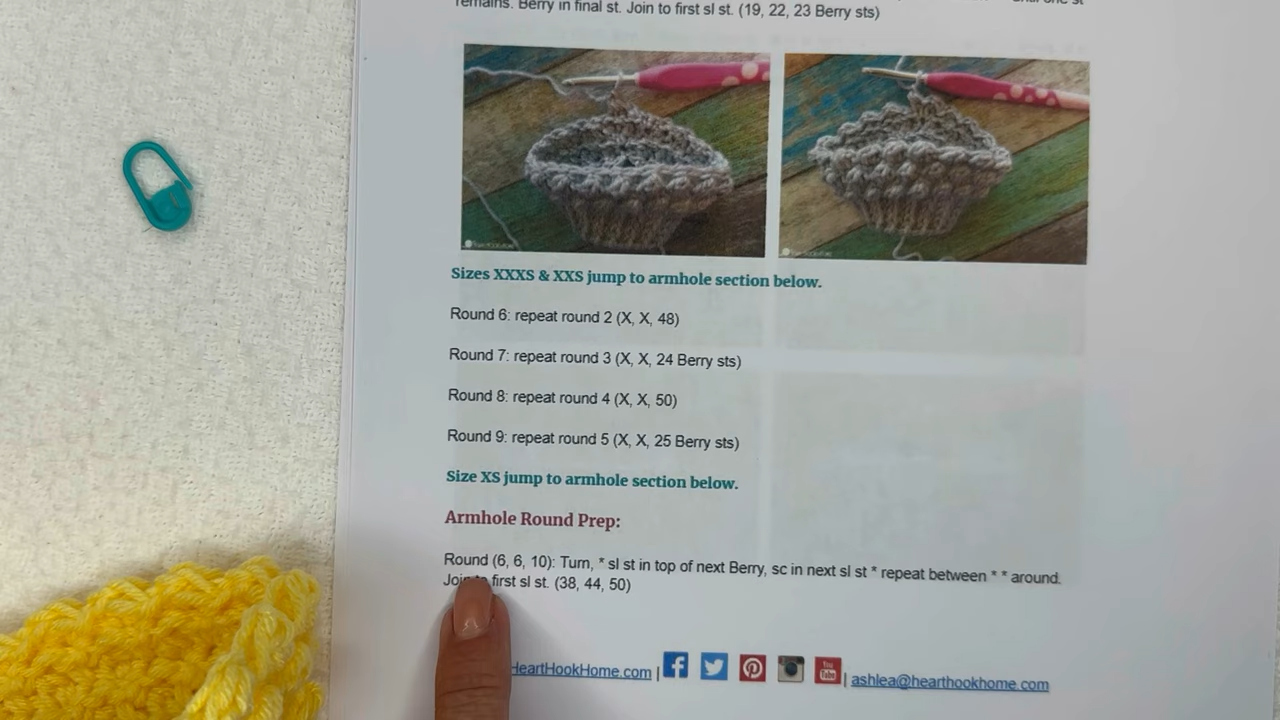 remains. Berry in final st. Join to first sl st. (19, 22, 23 Berry sts)
Sizes XXXS & XXS jump to armhole section below.
Round 6: repeat round 2 (X, X, 48)
Round 7: repeat round 3 (X, X, 24 Berry sts)
Round 8: repeat round 4 (X, X, 50)
Round 9: repeat round 5 (X, X, 25 Berry sts)
Size XS jump to armhole section below.
Armhole Round Prep:
Round (6, 6, 10): Turn, * sl st in top of next Berry, sc in next sl st * repeat between * * around.
Join to first sl st. (38, 44, 50)
HeartHookHome.com | You Tube | ashlea@hearthookhome.com